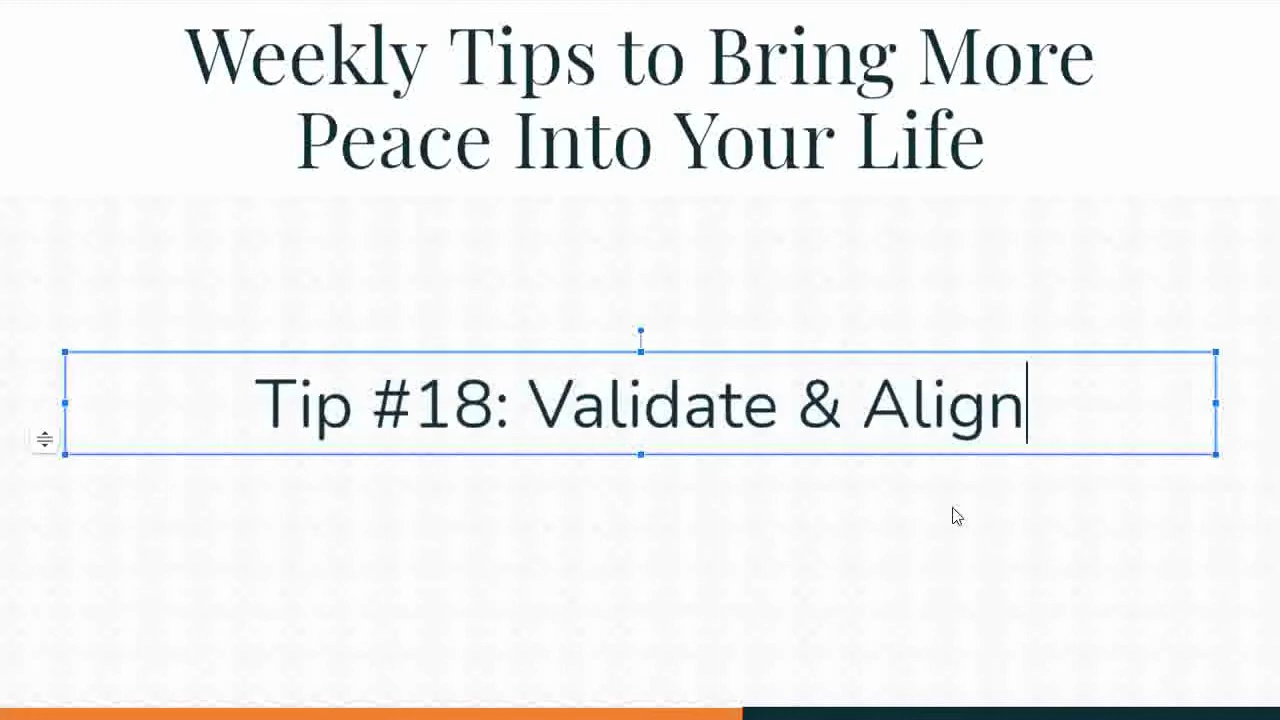 Weekly Tips to Bring More
Peace Into Your Life
Tip #18: Validate & Align